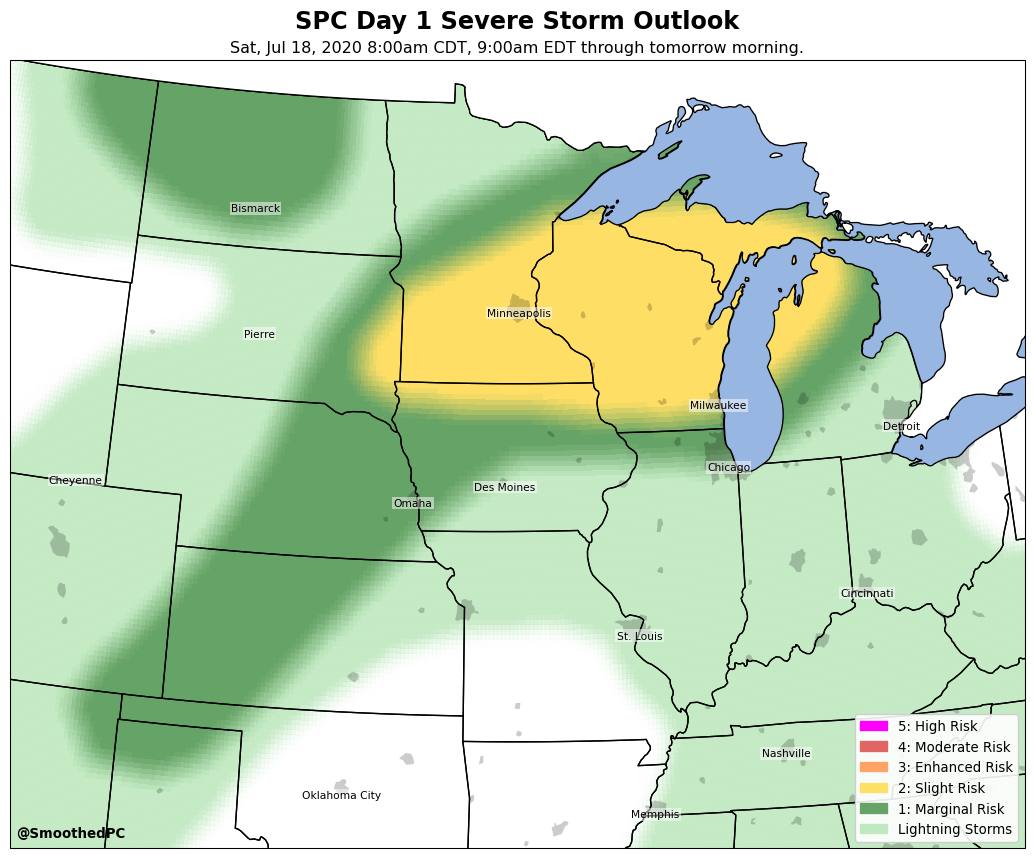 SPC Day 1 Severe Storm Outlook
Sat, Jul 18, 2020 8:00am CDT, 9:00am EDT through tomorrow morning.
Bismarck
Minneapolis
Pierre
Milwaukee
Detroit
Chicago
Cheyenne
Des Moines
Omaha
Cincinnati
St. Louis
5: High Risk
4: Moderate Risk
Nashville
3: Enhanced Risk
2: Slight Risk
Oklahoma City
1: Marginal Risk
Memphis
Lightning Storms
@SmoothedPC